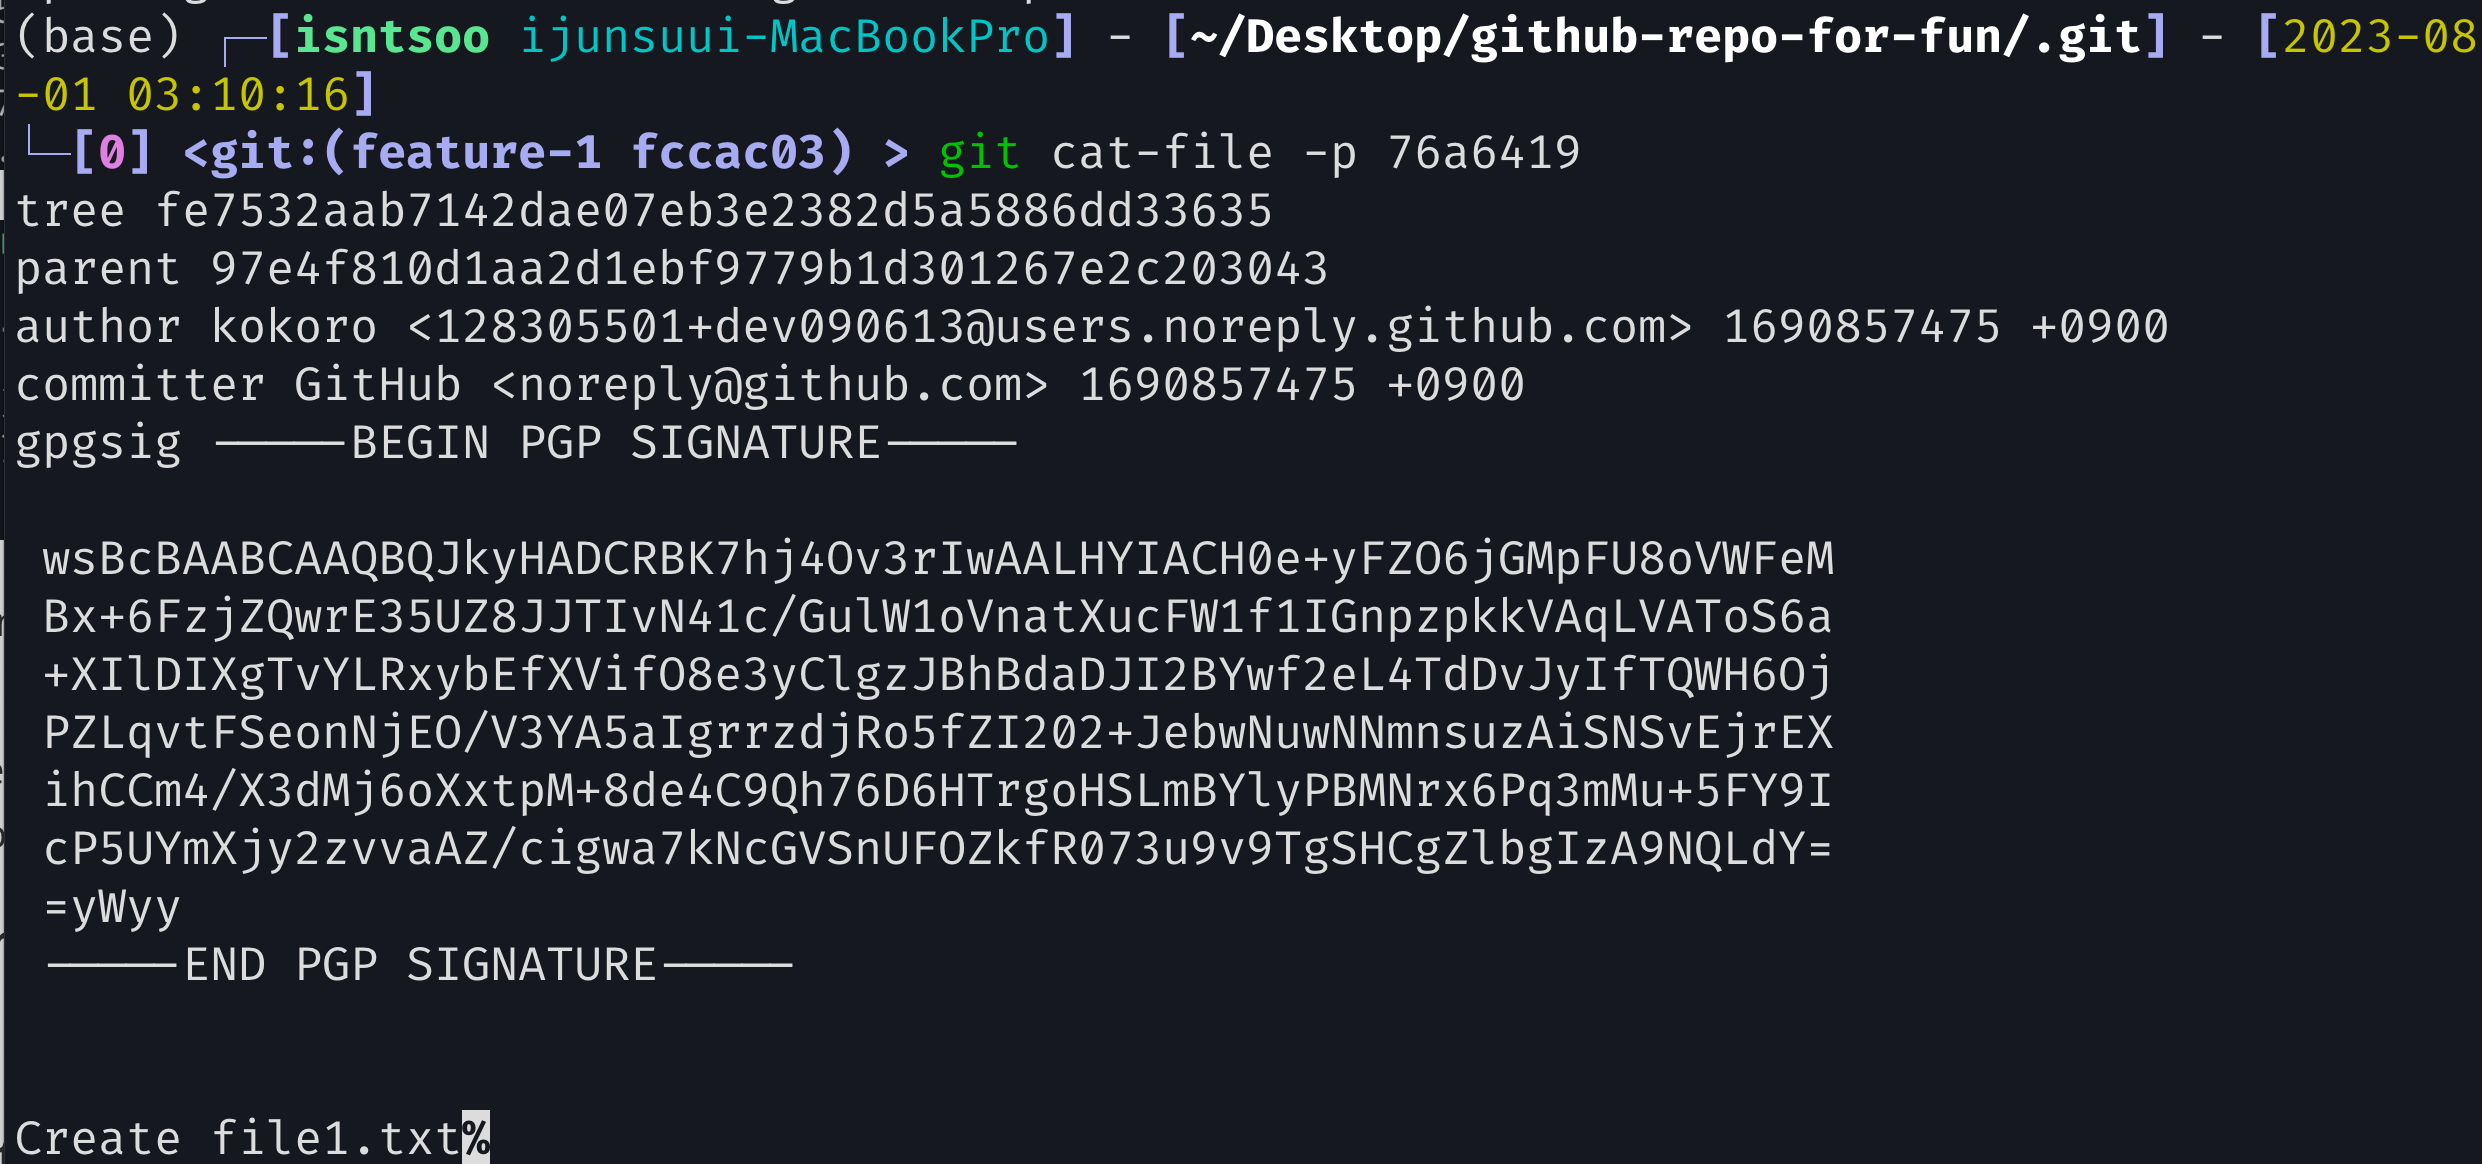 (base) ┌─[isntsoo ijunsuui-MacBookPro] - [~/Desktop/github-repo-for-fun/.git] - [2023-08
-01 03:10:16]
└─[0] <git:(feature-1 fccac03) > git cat-file -p 76a6419
tree fe7532aab7142dae07eb3e2382d5a5886dd33635
parent 97e4f810d1aa2d1ebf9779b1d301267e2c203043
author kokoro <128305501+dev090613@users.noreply.github.com> 1690857475 +0900
committer GitHub <noreply@github.com> 1690857475 +0900
gpgsig -----BEGIN PGP SIGNATURE-----
wsBcBAABCAAQBQJkyHADCRBK7hj4Ov3rIwAALHYIACH0e+yFZO6jGMpFU8oVWFeM
Bx+6FzjZQwrE35UZ8JJTIvN41c/GulW1oVnatXucFW1f1IGnpzpkkVAqLVAToS6a
+XIlDIXgTvYLRxybEfXVifO8e3yClgzJBhBdaDJI2BYwf2eL4TdDvJyIfTQWH6Oj
PZLqvtFSeonNjEO/V3YA5aIgrrzdjRo5fZI202+JebwNuwNNmnsuzAiSNSvEjrEX
ihCCm4/X3dMj6oXxtpM+8de4C9Qh76D6HTrgoHSLmBYlyPBMNrx6Pq3mMu+5FY9I
cP5UYmXjy2zvvaAZ/cigwa7kNcGVSnUFOZkfR073u9v9TgSHCgZlbgIzA9NQLdY=
=yWyy
-----END PGP SIGNATURE-----
Create file1.txt%